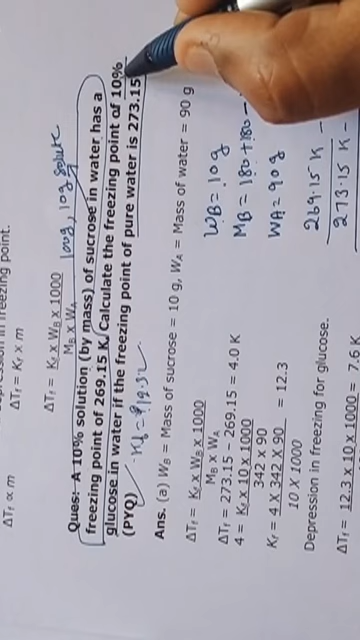 ession in freezing point.
ΔTf ∝ m
ΔTf = Kf x m
ΔTf = Kf x WB x 1000
MB x WA
100g, 10g solute
Ques:- A 10% solution (by mass) of sucrose in water has a
freezing point of 269.15 K. Calculate the freezing point of 10%
glucose in water if the freezing point of pure water is 273.15
(PYQ)
Ans. (a) WB = Mass of sucrose = 10 g, WA = Mass of water = 90 g
ΔTf = Kf x WB x 1000
MB x WA
ΔTf = 273.15 - 269.15 = 4.0 K
4 = Kf x 10 x 1000
342 x 90
Kf = 4 X 342 X 90 = 12.3
10 X 1000
Depression in freezing for glucose.
ΔTf = 12.3 x 10 x 1000 = 7.6 K
WB = 10g
MB = 180+180-
WA = 90g
269.15 K -
273.15 K -